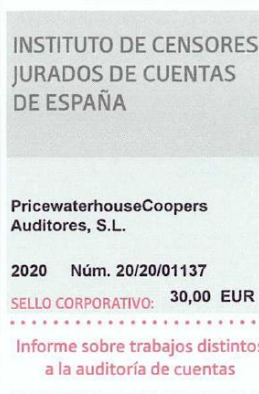 INSTITUTO DE CENSORES
JURADOS DE CUENTAS
DE ESPAÑA
PricewaterhouseCoopers
Auditores, S.L.
2020 Núm. 20/20/01137
SELLO CORPORATIVO: 30,00 EUR
Informe sobre trabajos distintos
a la auditoría de cuentas